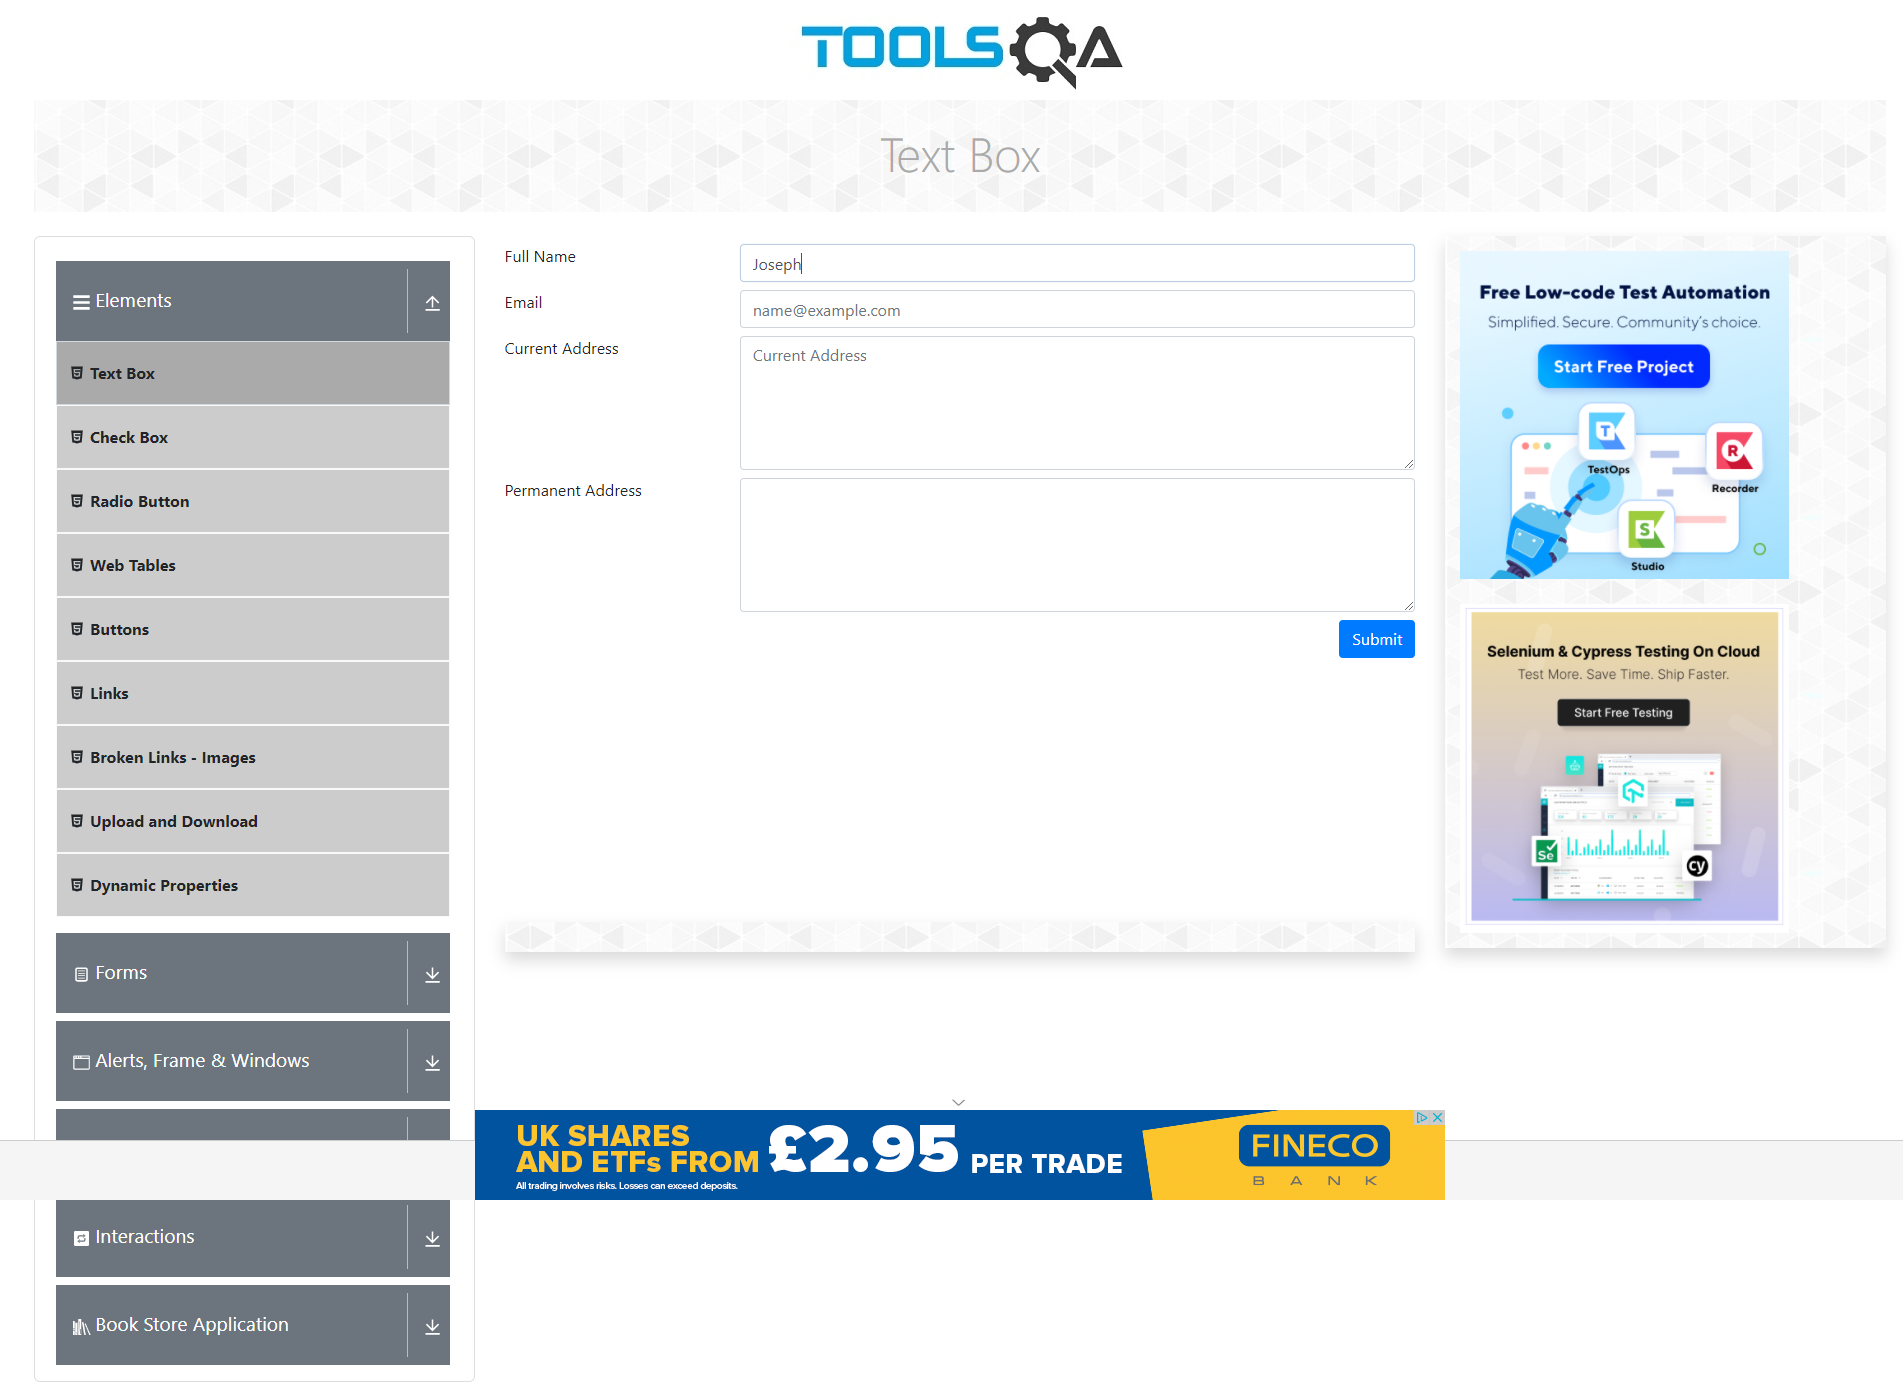 TOOLSQA
Text Box
Elements
Text Box
Check Box
Radio Button
Web Tables
Buttons
Links
Broken Links - Images
Upload and Download
Dynamic Properties
Forms
Alerts, Frame & Windows
Interactions
Book Store Application
Full Name
Joseph
Email
name@example.com
Current Address
Current Address
Permanent Address
Submit
Free Low-code Test Automation
Simplified. Secure. Community's choice.
Start Free Project
T
TestOps
R
Recorder
S
Studio
Selenium & Cypress Testing On Cloud
Test More. Save Time. Ship Faster.
Start Free Testing
Se
cy
UK SHARES
AND ETFs FROM
£2.95 PER TRADE
All trading involves risks. Losses can exceed deposits.
FINECO
BANK